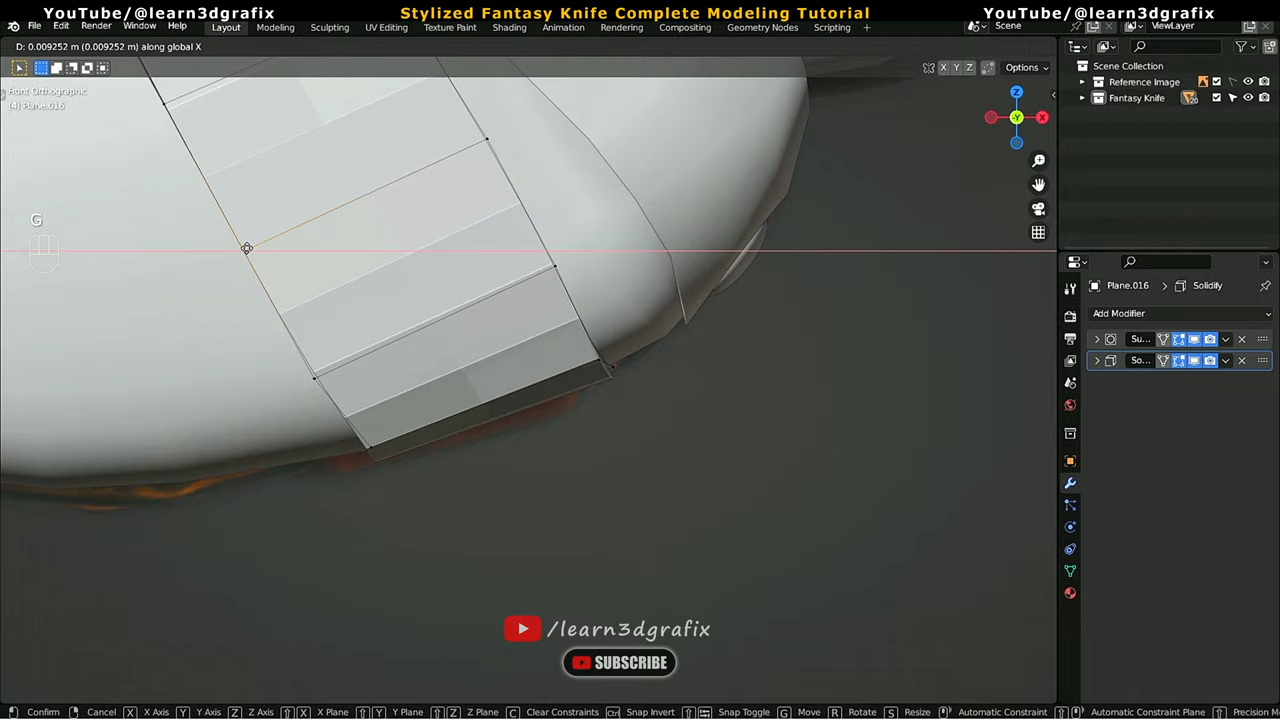 YouTube/@learn3dgrafix
Stylized Fantasy Knife Complete Modeling Tutorial
YouTube/@learn3dgrafix
File Edit Render Window Help Layout Modeling Sculpting UV Editing Texture Paint Shading Animation Rendering Compositing Geometry Nodes Scripting +
Scene
ViewLayer
D: 0.009252 m (0.009252 m) along global X
X Y Z
Options
Scene Collection
Reference Image
Fantasy Knife
20
Front Orthographic
(4) Plane.016
Z
-Y
X
G
Plane.016 > Solidify
Add Modifier
Su...
So...
/learn3dgrafix
SUBSCRIBE
Confirm Cancel X X Axis Y Y Axis Z Z Axis X X Plane Y Y Plane Z Z Plane C Clear Constraints Ctrl Snap Invert Snap Toggle G Move R Rotate S Resize Automatic Constraint Automatic Constraint Plane Precision M